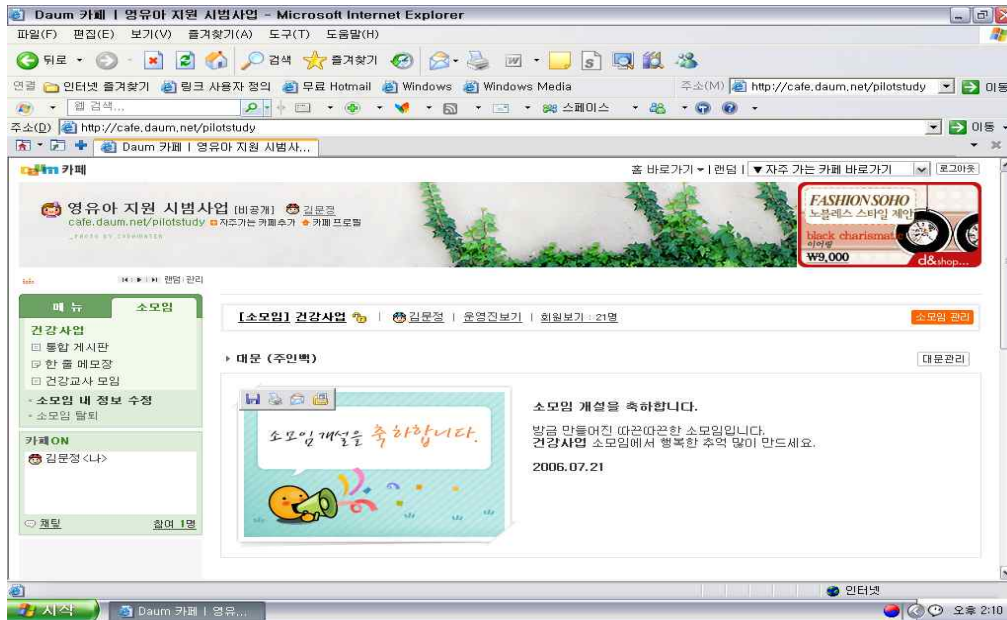 Daum 카페 | 영유아 지원 시범사업 - Microsoft Internet Explorer
파일(F) 편집(E) 보기(V) 즐겨찾기(A) 도구(T) 도움말(H)
뒤로 검색 즐겨찾기
연결 인터넷 즐겨찾기 링크 사용자 정의 무료 Hotmail Windows Windows Media 주소(M) http://cafe.daum.net/pilotstudy 이동
웹 검색... 스페이스
주소(D) http://cafe.daum.net/pilotstudy 이동
Daum 카페 | 영유아 지원 시범사...
daum 카페 홈 바로가기 | 랜덤 | ▼자주 가는 카페 바로가기 로그아웃
영유아 지원 시범사업 [비공개] 김문정
cafe.daum.net/pilotstudy 자주가는 카페추가 카페 프로필
FASHION SOHO
노블레스 스타일 제안
black charismatic
이어링
₩9,000
d&shop...
랜덤 관리
메 뉴 소모임
건강사업
통합 게시판
한 줄 메모장
건강교사 모임
- 소모임 내 정보 수정
- 소모임 탈퇴
카페ON
김문정<나>
채팅 참여 1명
[소모임] 건강사업 | 김문정 | 운영진보기 | 회원보기 : 21명 소모임 관리
대문 (주인백) 대문관리
소모임개설을 축하합니다.
소모임 개설을 축하합니다.
방금 만들어진 따끈따끈한 소모임입니다.
건강사업 소모임에서 행복한 추억 많이 만드세요.
2006.07.21
인터넷
시작 Daum 카페 | 영유... 오후 2:10